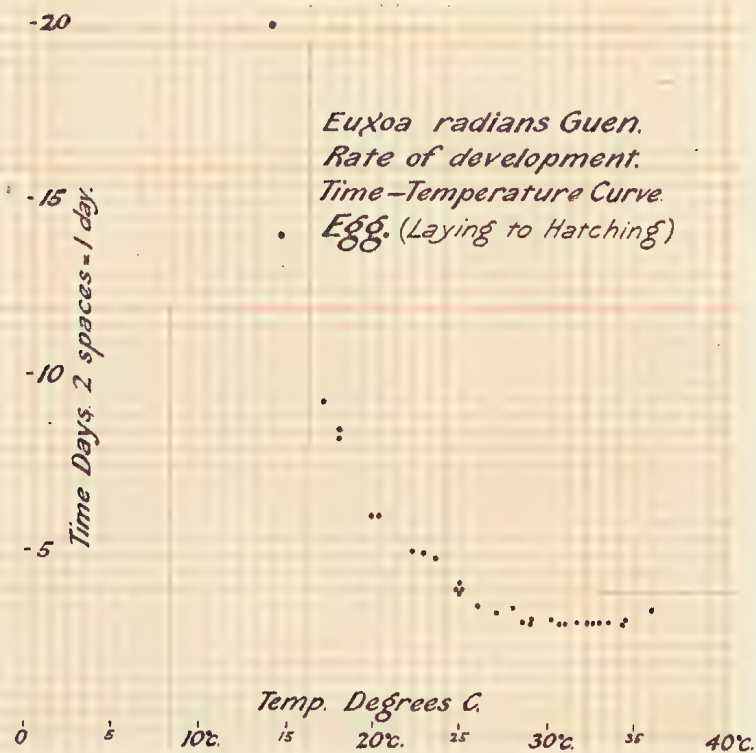 -20
Euxoa radians Guen.
Rate of development.
Time-Temperature Curve.
Egg. (Laying to Hatching)
-15
-10
-5
Time Days. 2 spaces = 1 day.
Temp. Degrees C.
0 5 10°c. 15 20°c. 25 30°c. 35 40°c.